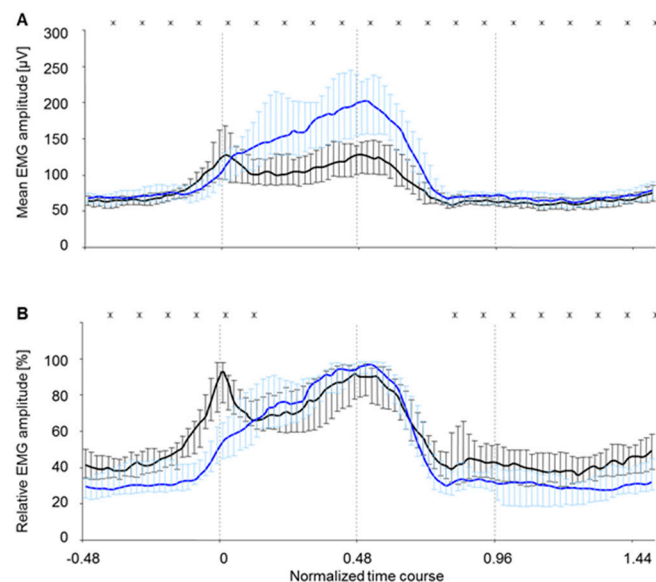 A
* * * * * * * * * * * * * * * * * * * *
Mean EMG amplitude [µV]
300
250
200
150
100
50
0
B
* * * * * * * * * * * * * *
Relative EMG amplitude [%]
100
80
60
40
20
0
-0.48 0 0.48 0.96 1.44
Normalized time course